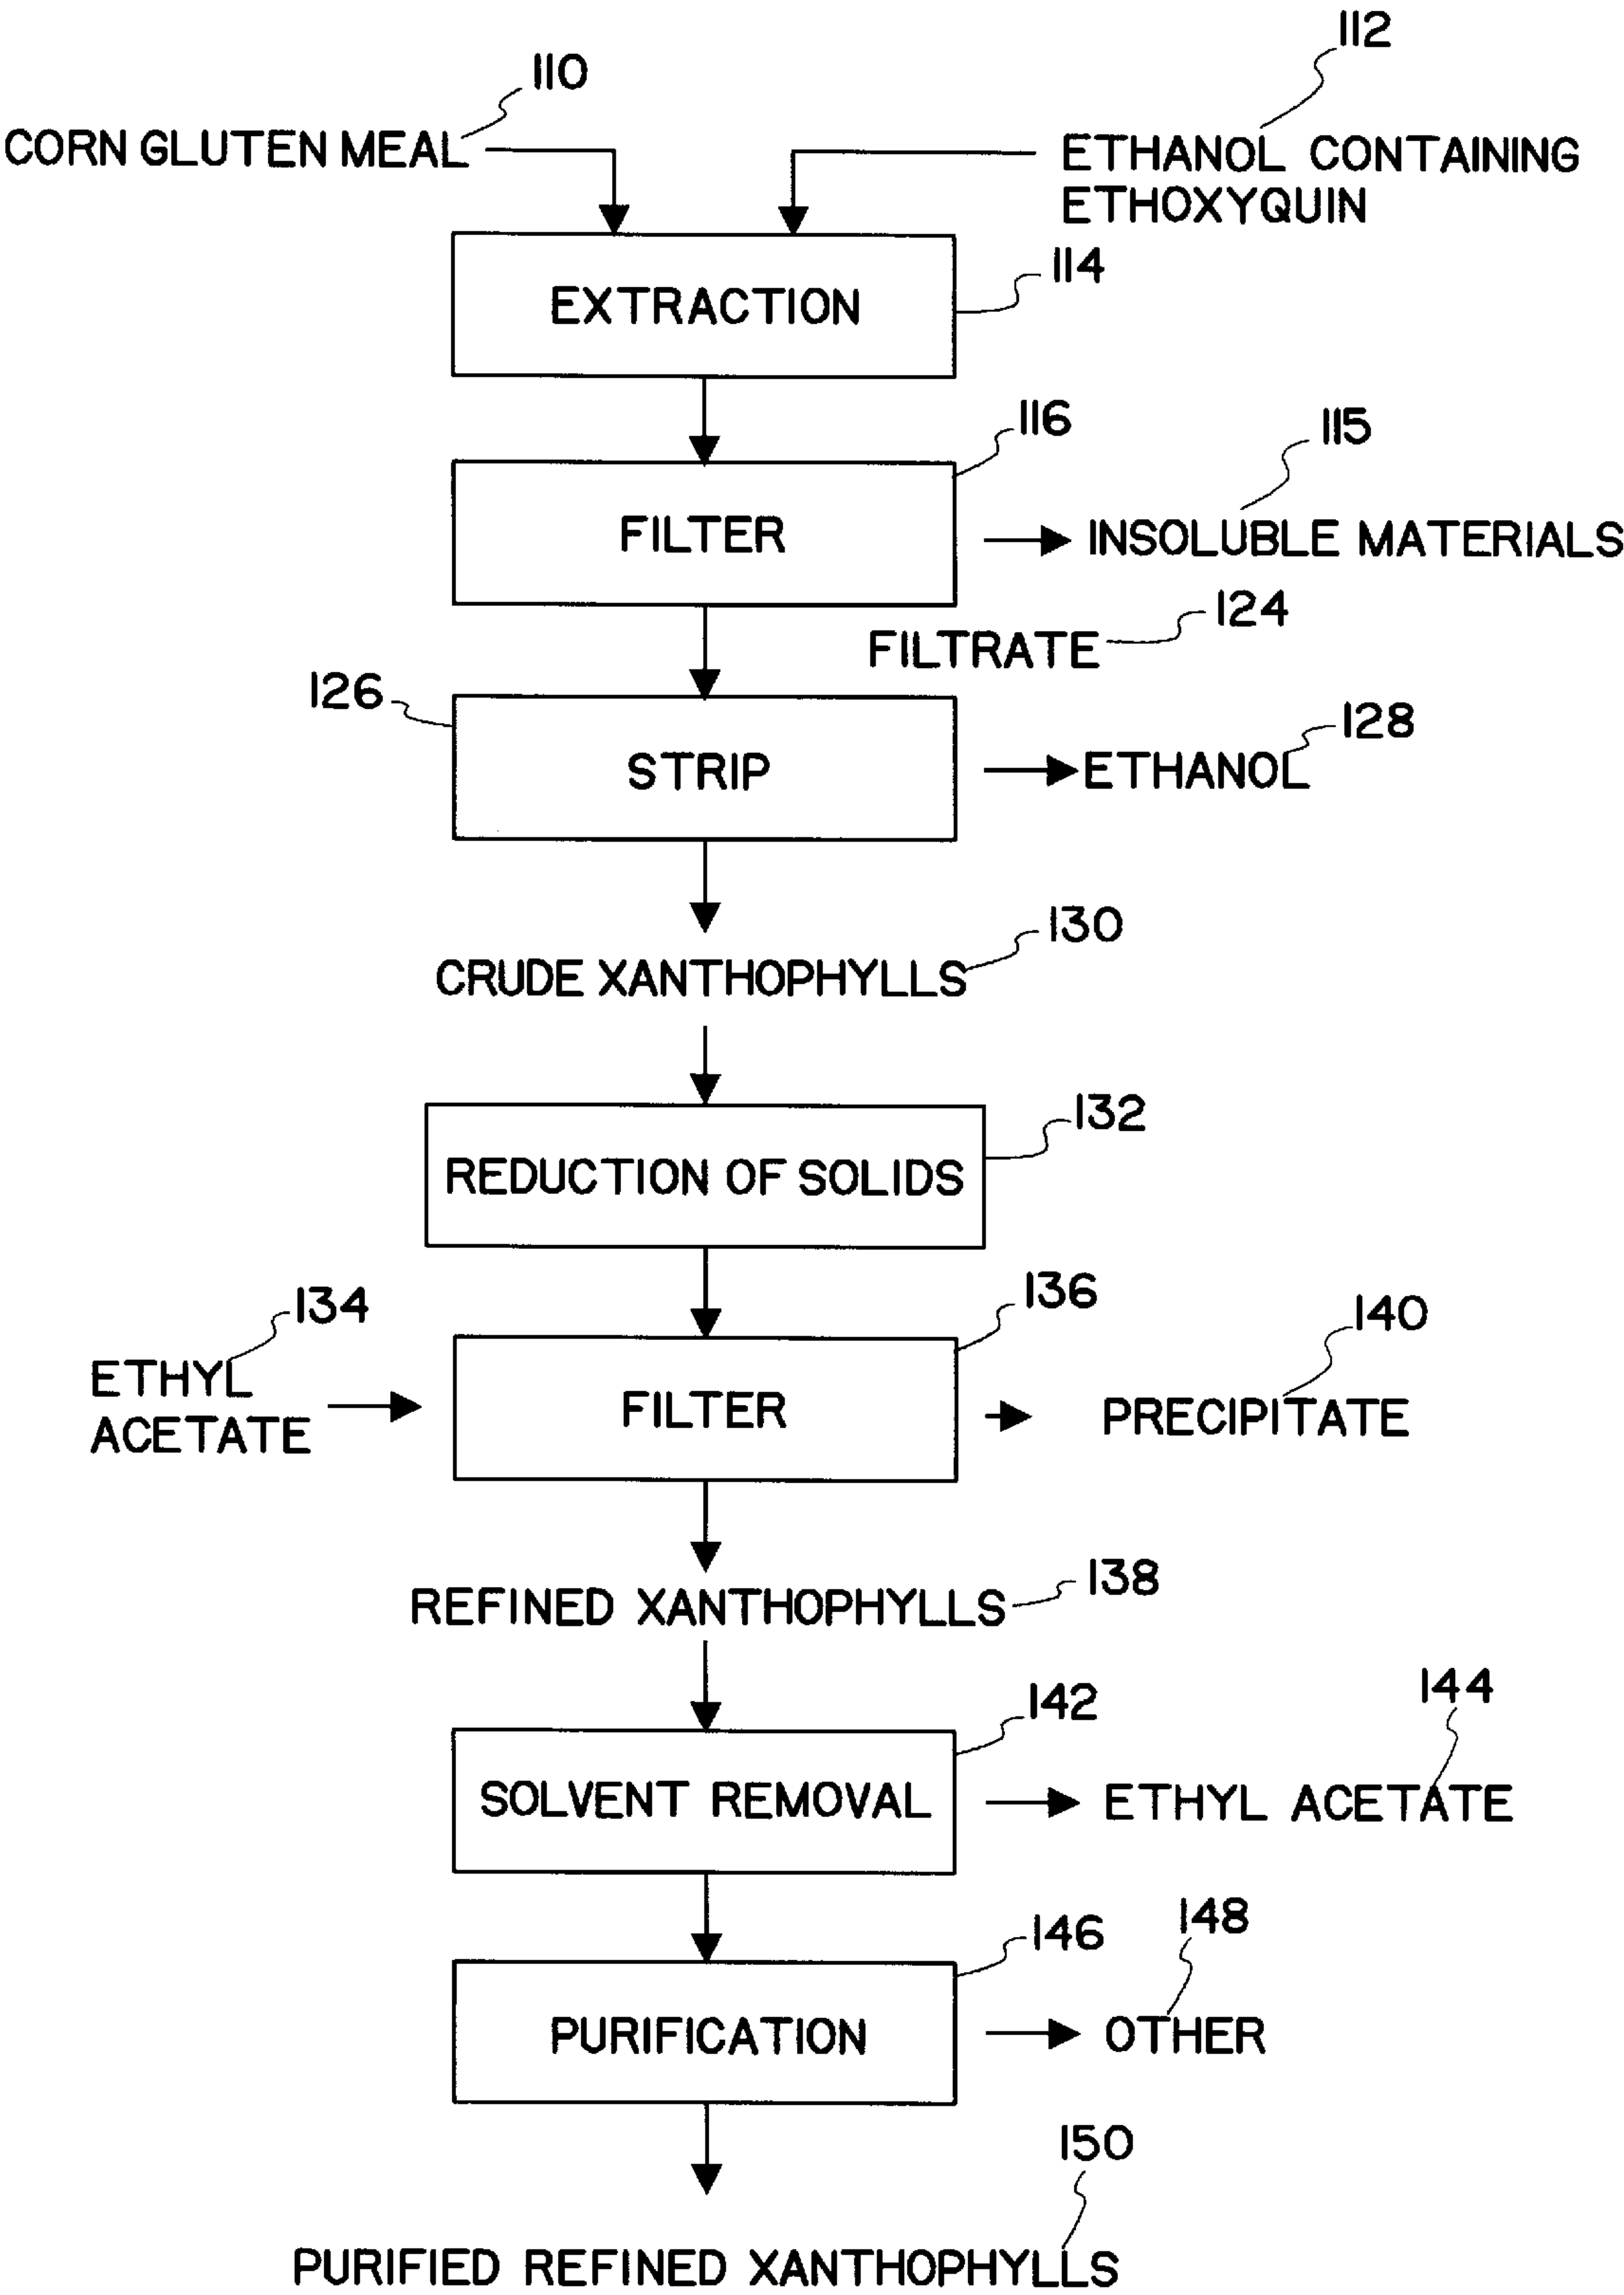 112
110
CORN GLUTEN MEAL
ETHANOL CONTAINING
ETHOXYQUIN
114
EXTRACTION
116
115
FILTER
INSOLUBLE MATERIALS
124
FILTRATE
126
128
STRIP
ETHANOL
130
CRUDE XANTHOPHYLLS
132
REDUCTION OF SOLIDS
134
136
140
ETHYL
ACETATE
FILTER
PRECIPITATE
138
REFINED XANTHOPHYLLS
142
144
SOLVENT REMOVAL
ETHYL ACETATE
146
148
PURIFICATION
OTHER
150
PURIFIED REFINED XANTHOPHYLLS